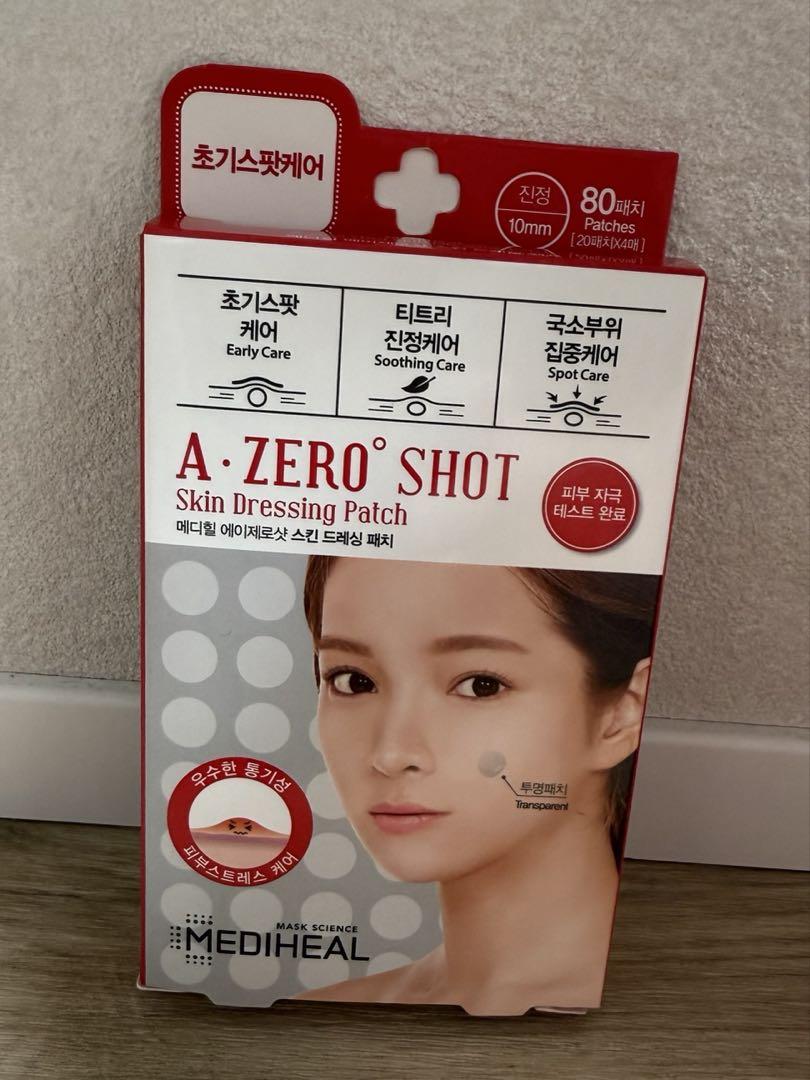 초기스팟케어
진정
10mm
80패치
Patches
[20패치X4매]
초기스팟
케어
Early Care
티트리
진정케어
Soothing Care
국소부위
집중케어
Spot Care
A·ZERO° SHOT
Skin Dressing Patch
메디힐 에이제로샷 스킨 드레싱 패치
피부 자극
테스트 완료
투명패치
Transparent
우수한 통기성
피부스트레스 케어
MASK SCIENCE
MEDIHEAL